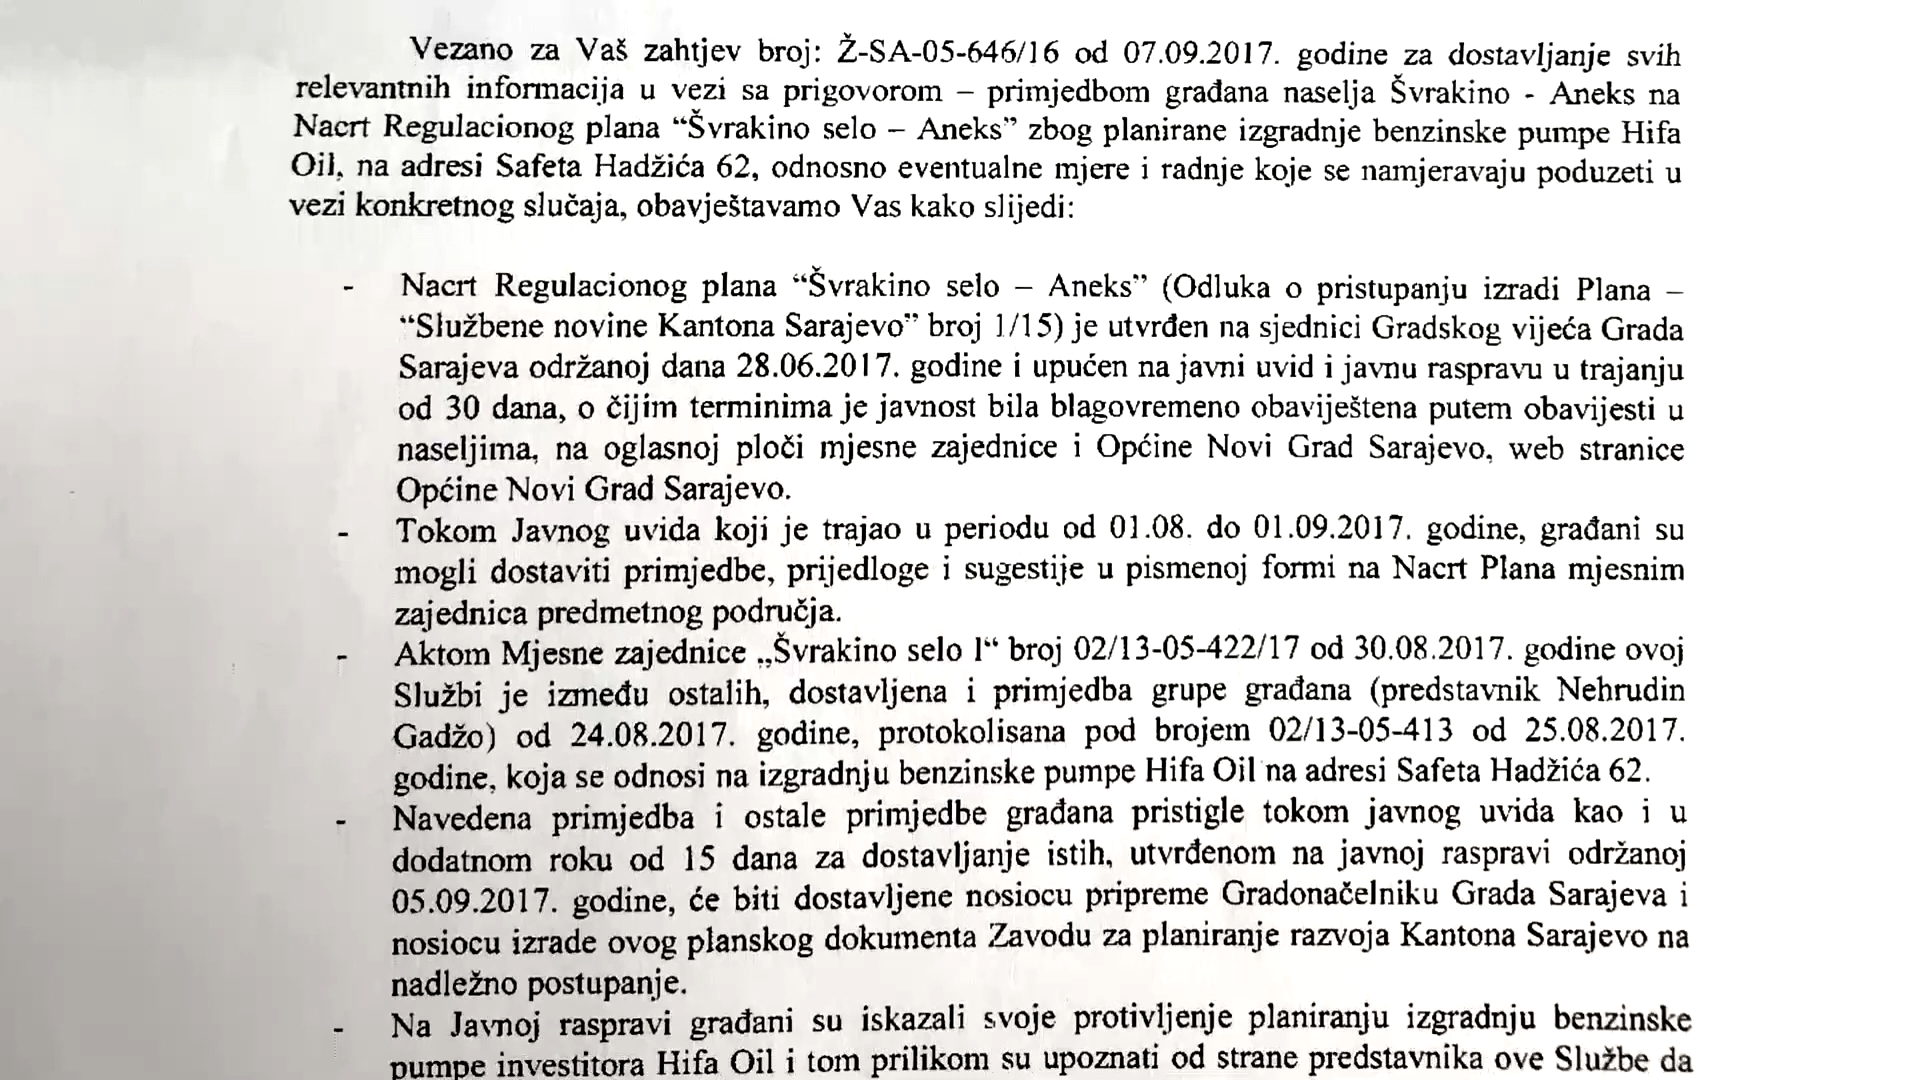 Vezano za Vaš zahtjev broj: Ž-SA-05-646/16 od 07.09.2017. godine za dostavljanje svih
relevantnih informacija u vezi sa prigovorom – primjedbom građana naselja Švrakino - Aneks na
Nacrt Regulacionog plana “Švrakino selo – Aneks” zbog planirane izgradnje benzinske pumpe Hifa
Oil, na adresi Safeta Hadžića 62, odnosno eventualne mjere i radnje koje se namjeravaju poduzeti u
vezi konkretnog slučaja, obavještavamo Vas kako slijedi:
- Nacrt Regulacionog plana “Švrakino selo – Aneks” (Odluka o pristupanju izradi Plana –
“Službene novine Kantona Sarajevo” broj 1/15) je utvrđen na sjednici Gradskog vijeća Grada
Sarajeva održanoj dana 28.06.2017. godine i upućen na javni uvid i javnu raspravu u trajanju
od 30 dana, o čijim terminima je javnost bila blagovremeno obaviještena putem obavijesti u
naseljima, na oglasnoj ploči mjesne zajednice i Općine Novi Grad Sarajevo, web stranice
Općine Novi Grad Sarajevo.
- Tokom Javnog uvida koji je trajao u periodu od 01.08. do 01.09.2017. godine, građani su
mogli dostaviti primjedbe, prijedloge i sugestije u pismenoj formi na Nacrt Plana mjesnim
zajednica predmetnog područja.
- Aktom Mjesne zajednice „Švrakino selo I“ broj 02/13-05-422/17 od 30.08.2017. godine ovoj
Službi je između ostalih, dostavljena i primjedba grupe građana (predstavnik Nehrudin
Gadžo) od 24.08.2017. godine, protokolisana pod brojem 02/13-05-413 od 25.08.2017.
godine, koja se odnosi na izgradnju benzinske pumpe Hifa Oil na adresi Safeta Hadžića 62.
- Navedena primjedba i ostale primjedbe građana pristigle tokom javnog uvida kao i u
dodatnom roku od 15 dana za dostavljanje istih, utvrđenom na javnoj raspravi održanoj
05.09.2017. godine, će biti dostavljene nosiocu pripreme Gradonačelniku Grada Sarajeva i
nosiocu izrade ovog planskog dokumenta Zavodu za planiranje razvoja Kantona Sarajevo na
nadležno postupanje.
- Na Javnoj raspravi građani su iskazali svoje protivljenje planiranju izgradnju benzinske
pumpe investitora Hifa Oil i tom prilikom su upoznati od strane predstavnika ove Službe da